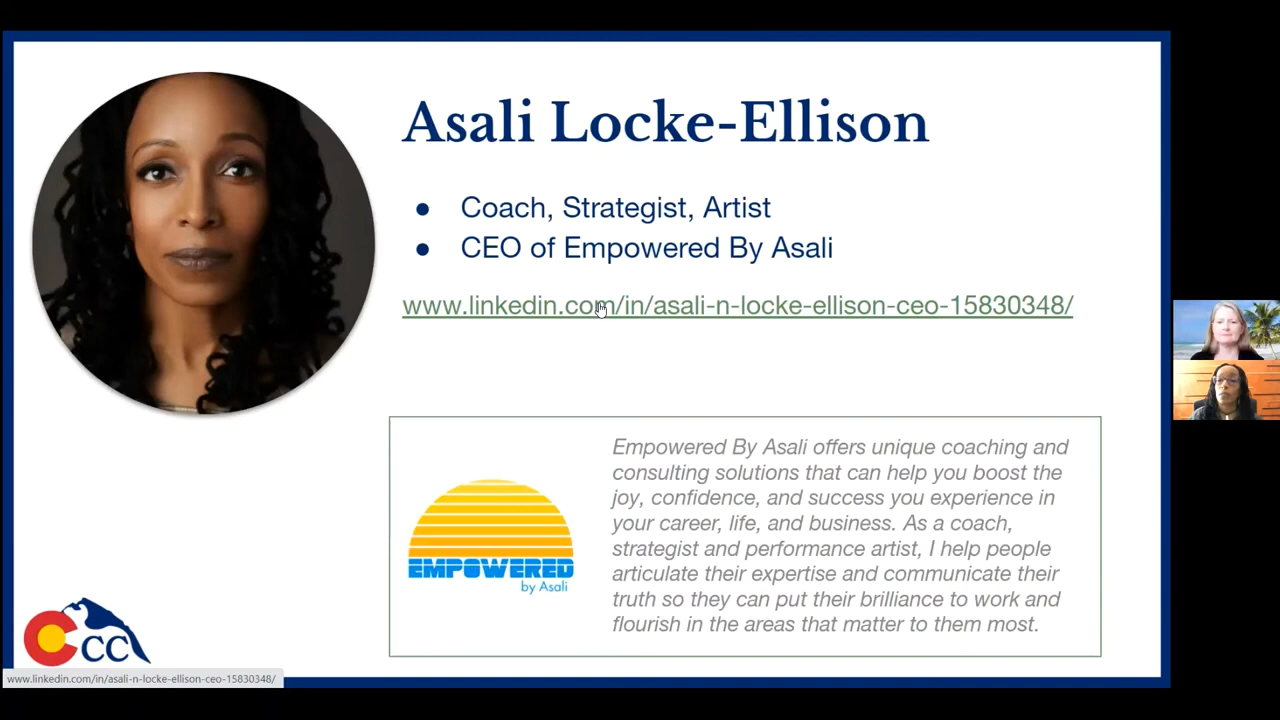 Asali Locke-Ellison
● Coach, Strategist, Artist
● CEO of Empowered By Asali
www.linkedin.com/in/asali-n-locke-ellison-ceo-15830348/
Empowered By Asali offers unique coaching and
consulting solutions that can help you boost the
joy, confidence, and success you experience in
your career, life, and business. As a coach,
strategist and performance artist, I help people
articulate their expertise and communicate their
truth so they can put their brilliance to work and
flourish in the areas that matter to them most.
EMPOWERED
by Asali
CCC
www.linkedin.com/in/asali-n-locke-ellison-ceo-15830348/